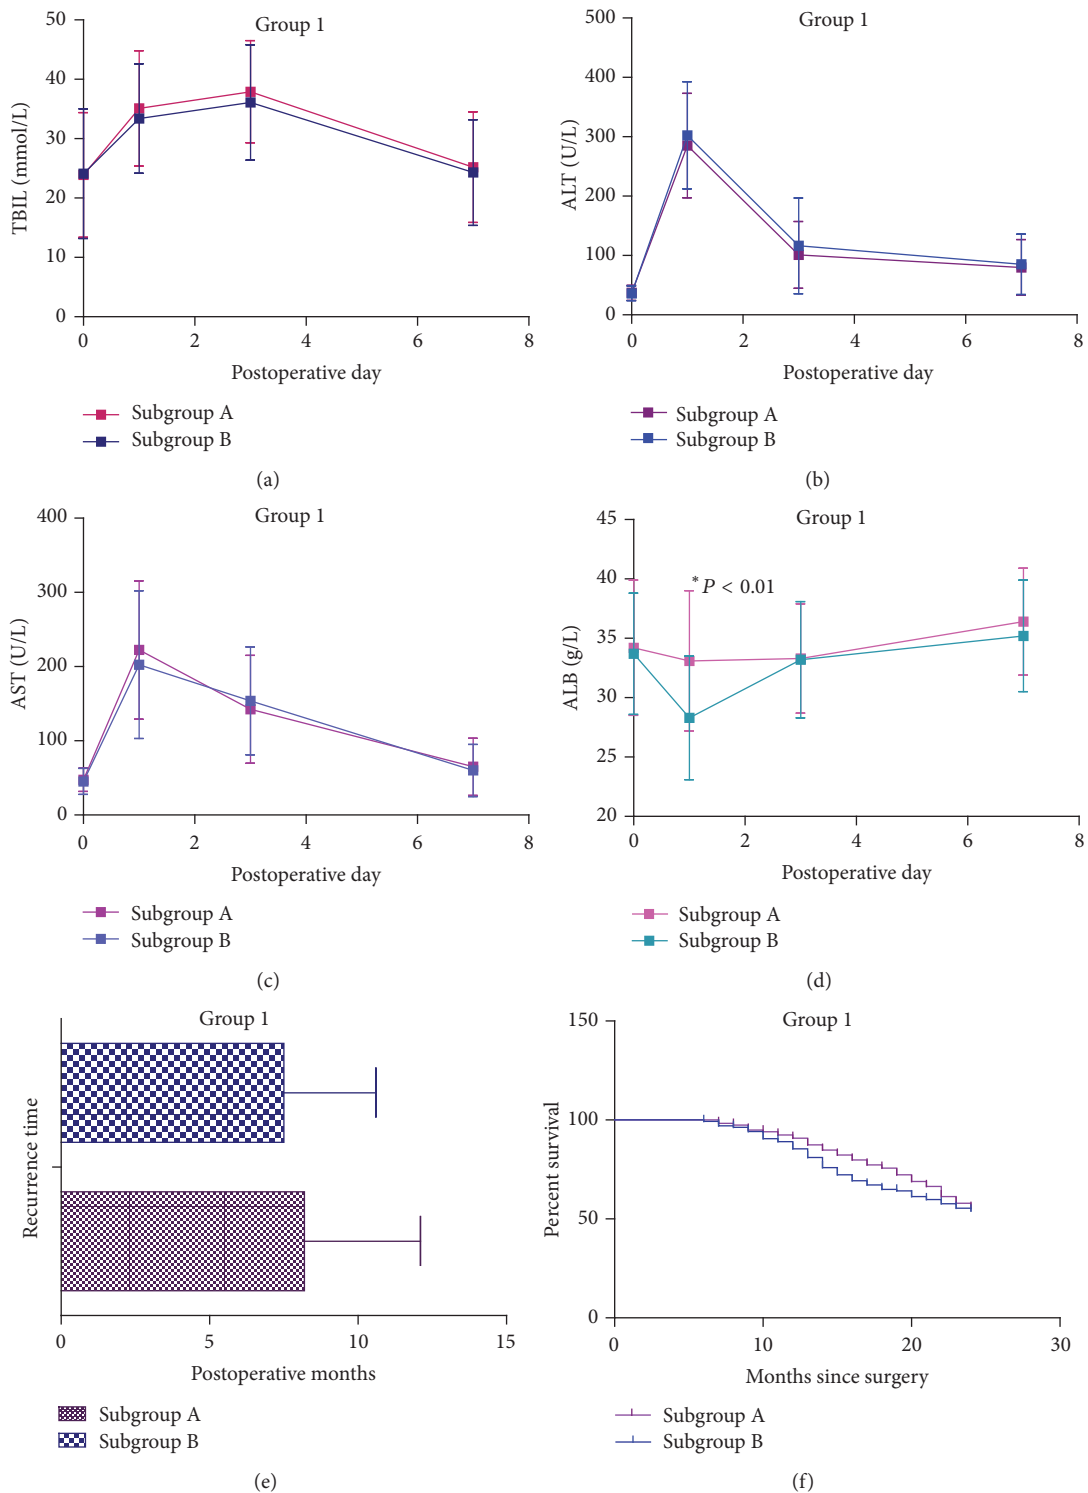 Group 1
50
40
30
20
10
0
TBIL (mmol/L)
0 2 4 6 8
Postoperative day
Subgroup A
Subgroup B
(a)
Group 1
500
400
300
200
100
0
ALT (U/L)
0 2 4 6 8
Postoperative day
Subgroup A
Subgroup B
(b)
Group 1
400
300
200
100
0
AST (U/L)
0 2 4 6 8
Postoperative day
Subgroup A
Subgroup B
(c)
Group 1
45
40
35
30
25
20
ALB (g/L)
* P < 0.01
0 2 4 6 8
Postoperative day
Subgroup A
Subgroup B
(d)
Group 1
Recurrence time
0 5 10 15
Postoperative months
Subgroup A
Subgroup B
(e)
Group 1
150
100
50
0
Percent survival
0 10 20 30
Months since surgery
Subgroup A
Subgroup B
(f)